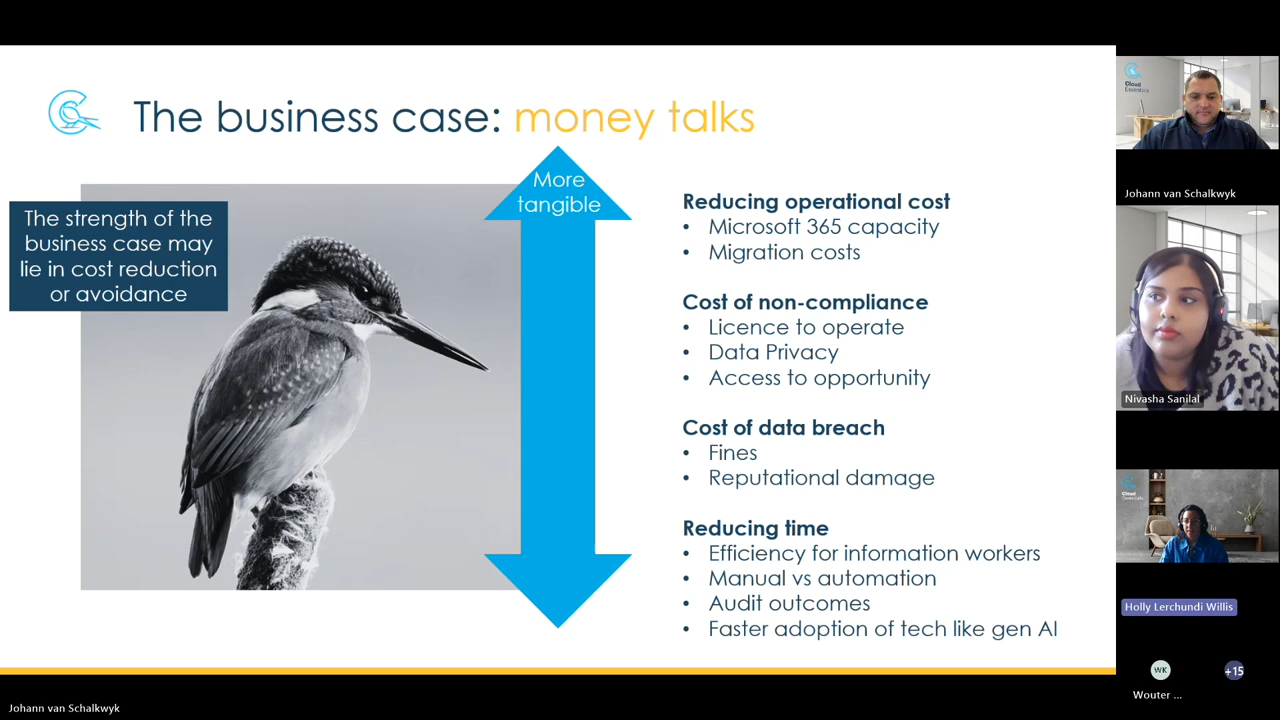 The business case: money talks
The strength of the
business case may
lie in cost reduction
or avoidance
More
tangible
Reducing operational cost
• Microsoft 365 capacity
• Migration costs
Cost of non-compliance
• Licence to operate
• Data Privacy
• Access to opportunity
Cost of data breach
• Fines
• Reputational damage
Reducing time
• Efficiency for information workers
• Manual vs automation
• Audit outcomes
• Faster adoption of tech like gen AI
Cloud
Essentials
Johann van Schalkwyk
Nivasha Sanilal
Cloud
Essentials
Holly Lerchundi Willis
WK
+15
Wouter ...
Johann van Schalkwyk